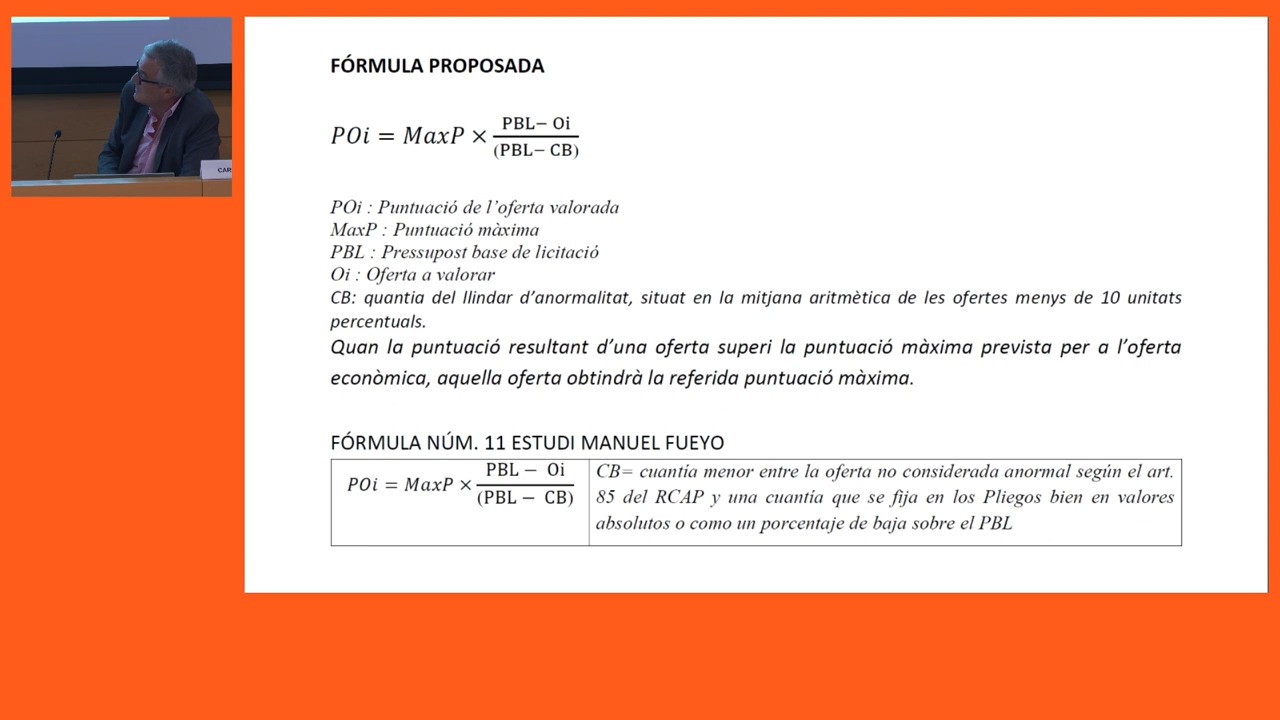 CAR
FÓRMULA PROPOSADA
POi = MaxP × PBL− Oi / (PBL− CB)
POi : Puntuació de l’oferta valorada
MaxP : Puntuació màxima
PBL : Pressupost base de licitació
Oi : Oferta a valorar
CB: quantia del llindar d’anormalitat, situat en la mitjana aritmètica de les ofertes menys de 10 unitats
percentuals.
Quan la puntuació resultant d’una oferta superi la puntuació màxima prevista per a l’oferta
econòmica, aquella oferta obtindrà la referida puntuació màxima.
FÓRMULA NÚM. 11 ESTUDI MANUEL FUEYO
POi = MaxP × PBL − Oi / (PBL − CB)
CB= cuantía menor entre la oferta no considerada anormal según el art.
85 del RCAP y una cuantía que se fija en los Pliegos bien en valores
absolutos o como un porcentaje de baja sobre el PBL